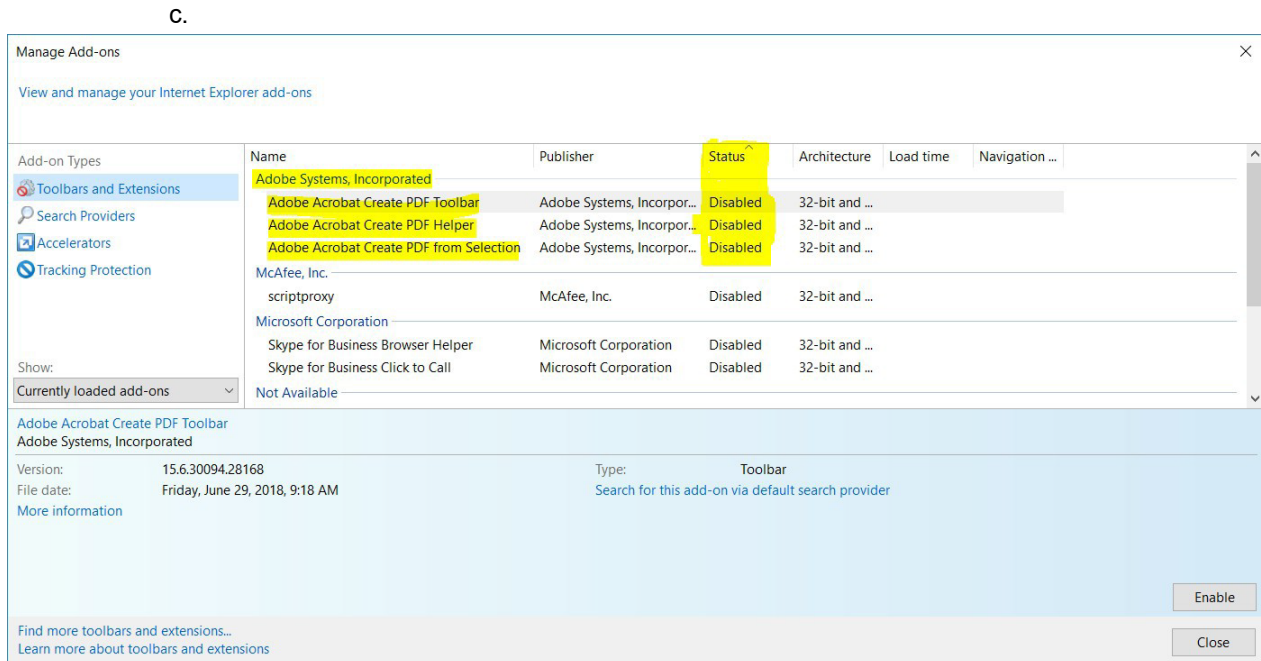 c.
Manage Add-ons
View and manage your Internet Explorer add-ons
Add-on Types
Toolbars and Extensions
Search Providers
Accelerators
Tracking Protection
Show:
Currently loaded add-ons
Name Publisher Status Architecture Load time Navigation ...
Adobe Systems, Incorporated
Adobe Acrobat Create PDF Toolbar Adobe Systems, Incorpor... Disabled 32-bit and ...
Adobe Acrobat Create PDF Helper Adobe Systems, Incorpor... Disabled 32-bit and ...
Adobe Acrobat Create PDF from Selection Adobe Systems, Incorpor... Disabled 32-bit and ...
McAfee, Inc.
scriptproxy McAfee, Inc. Disabled 32-bit and ...
Microsoft Corporation
Skype for Business Browser Helper Microsoft Corporation Disabled 32-bit and ...
Skype for Business Click to Call Microsoft Corporation Disabled 32-bit and ...
Not Available
Adobe Acrobat Create PDF Toolbar
Adobe Systems, Incorporated
Version: 15.6.30094.28168 Type: Toolbar
File date: Friday, June 29, 2018, 9:18 AM Search for this add-on via default search provider
More information
Enable
Find more toolbars and extensions...
Learn more about toolbars and extensions
Close